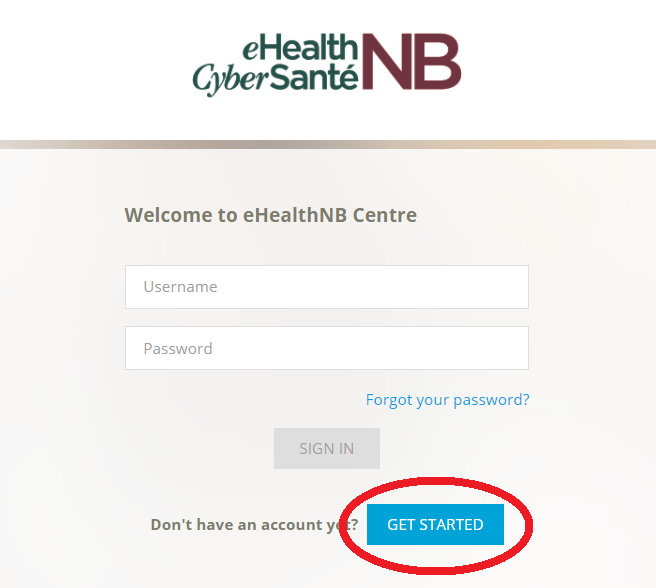 eHealth NB
CyberSanté
Welcome to eHealthNB Centre
Username
Password
Forgot your password?
SIGN IN
Don't have an account yet? GET STARTED